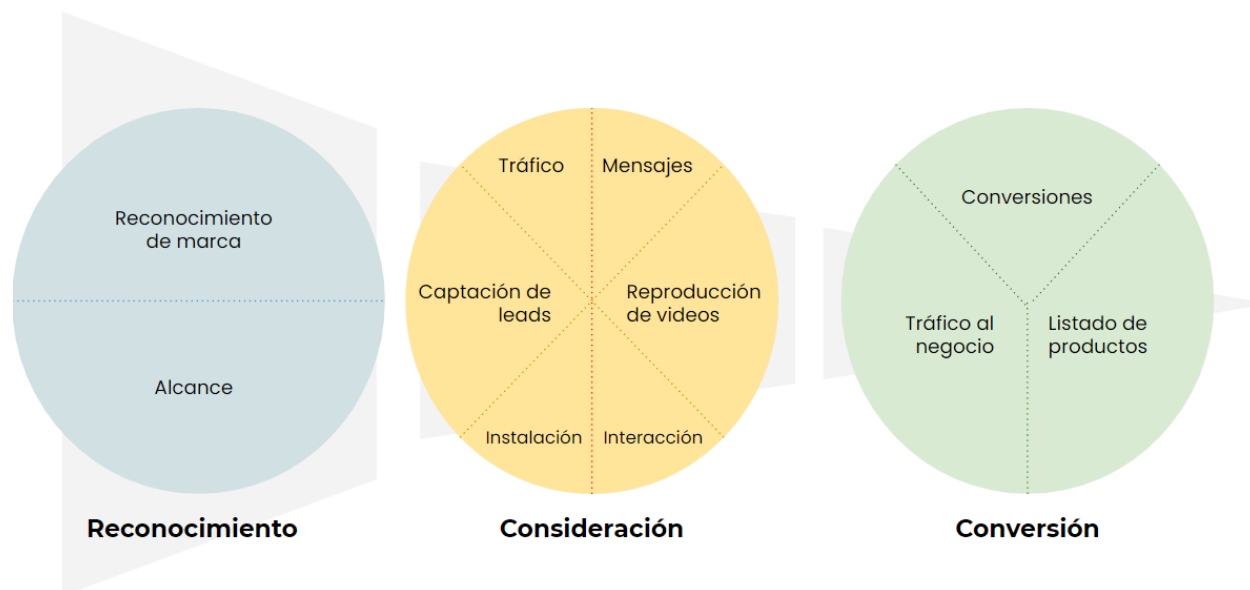 Reconocimiento
de marca
Alcance
Reconocimiento
Tráfico
Mensajes
Captación de
leads
Reproducción
de videos
Instalación
Interacción
Consideración
Conversiones
Tráfico al
negocio
Listado de
productos
Conversión